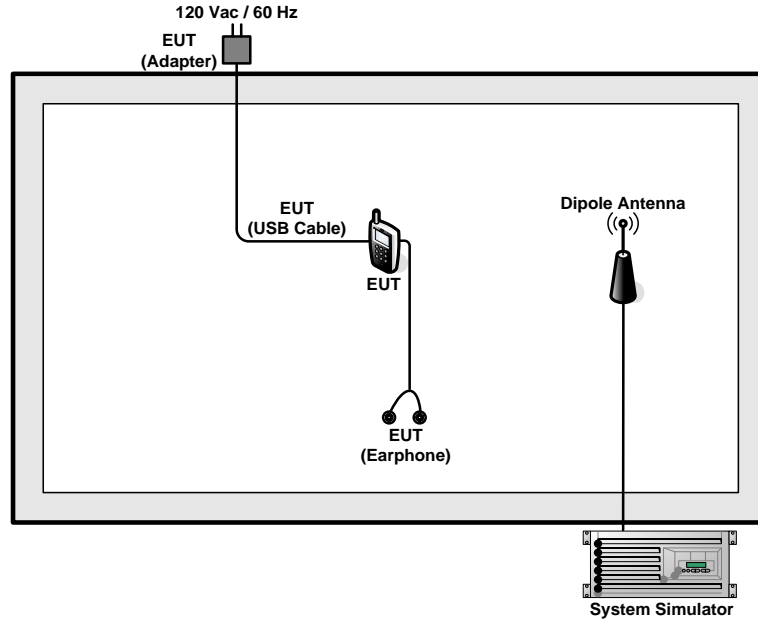 120 Vac / 60 Hz
EUT
(Adapter)
EUT
(USB Cable)
Dipole Antenna
EUT
EUT
(Earphone)
System Simulator